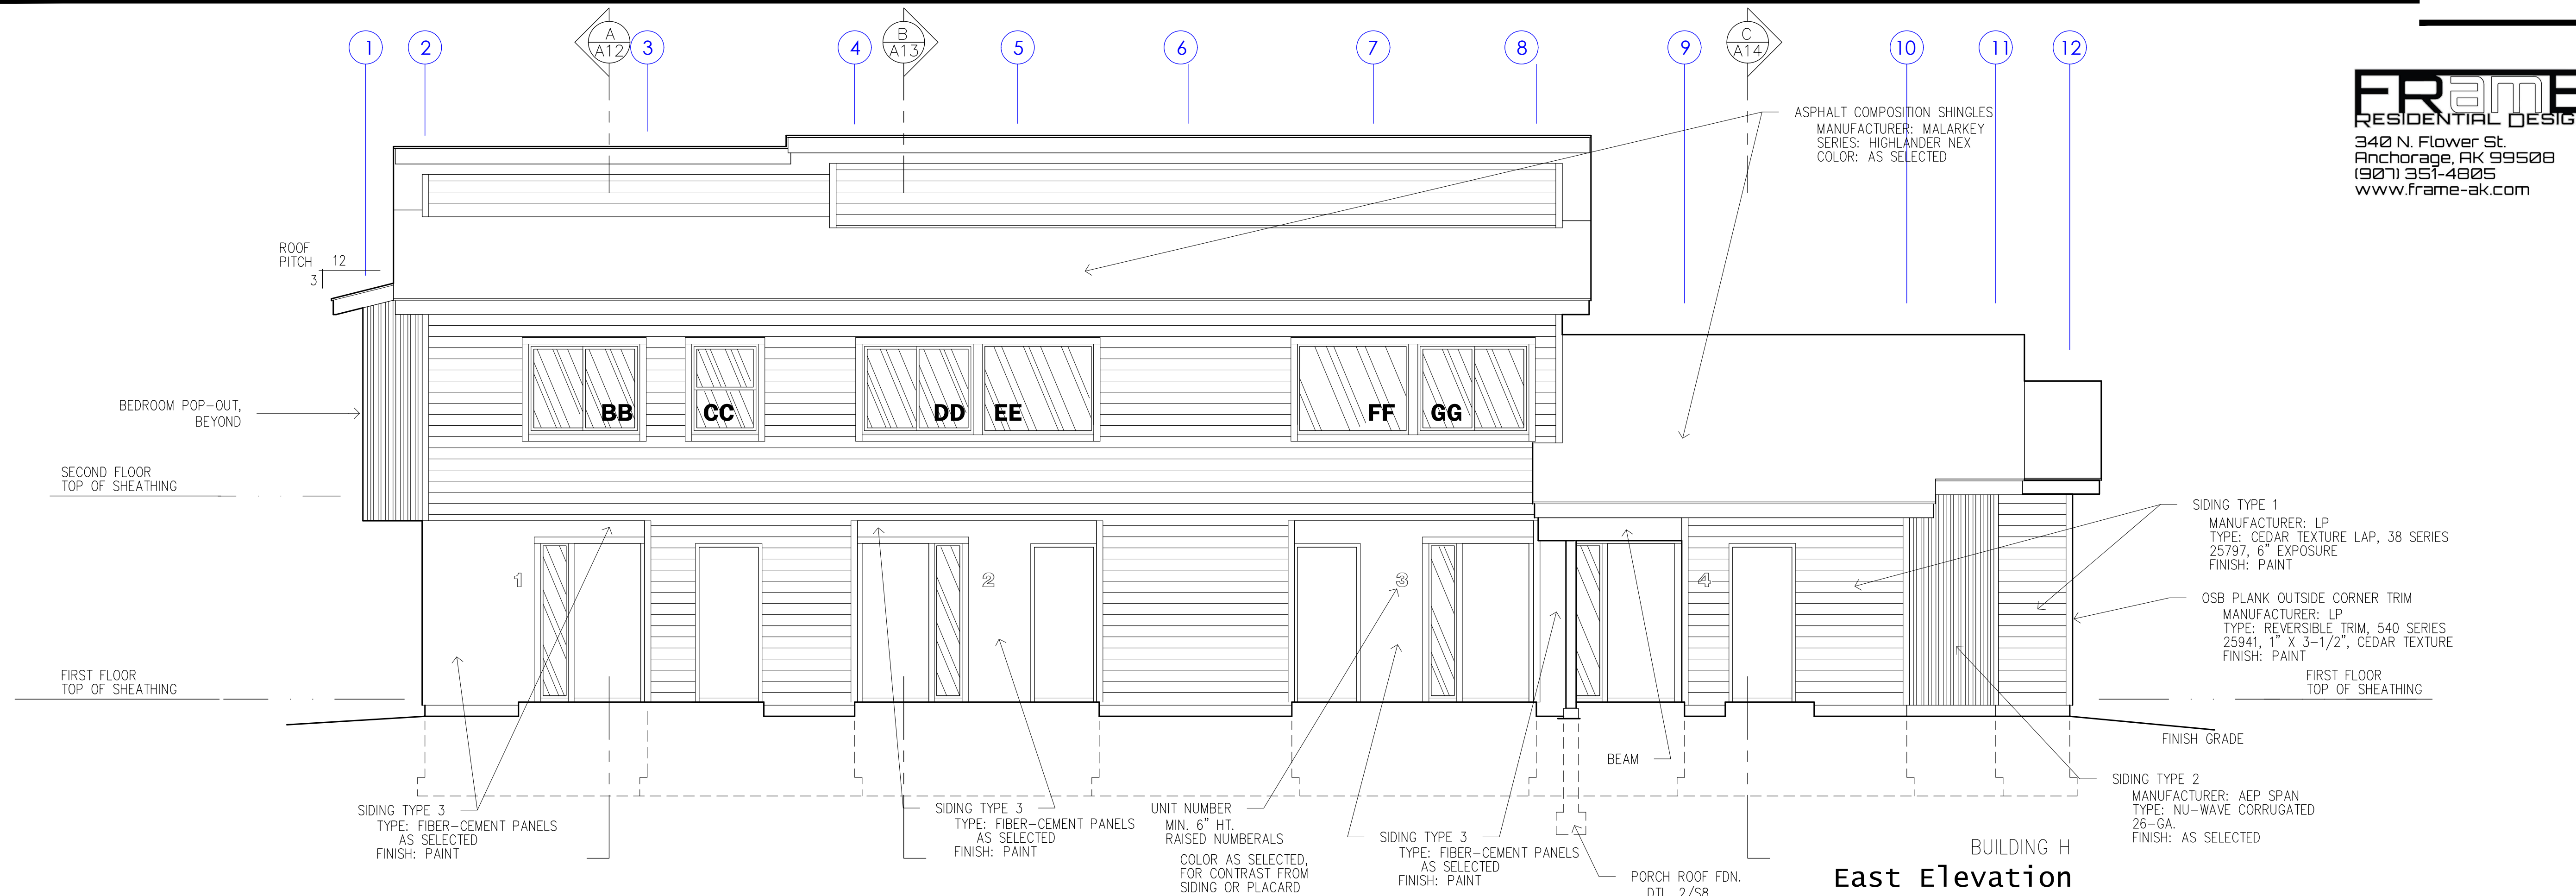 1
2
A
A12
3
4
B
A13
5
6
7
8
9
C
A14
10
11
12
FRamE
RESIDENTIAL DESIG
340 N. Flower St.
Anchorage, AK 99508
(907) 351-4805
www.frame-ak.com
ASPHALT COMPOSITION SHINGLES
MANUFACTURER: MALARKEY
SERIES: HIGHLANDER NEX
COLOR: AS SELECTED
ROOF
PITCH
12
3
BEDROOM POP-OUT,
BEYOND
BB
CC
DD
EE
FF
GG
SECOND FLOOR
TOP OF SHEATHING
SIDING TYPE 1
MANUFACTURER: LP
TYPE: CEDAR TEXTURE LAP, 38 SERIES
25797, 6" EXPOSURE
FINISH: PAINT
OSB PLANK OUTSIDE CORNER TRIM
MANUFACTURER: LP
TYPE: REVERSIBLE TRIM, 540 SERIES
25941, 1" X 3-1/2", CEDAR TEXTURE
FINISH: PAINT
1
2
3
4
FIRST FLOOR
TOP OF SHEATHING
FIRST FLOOR
TOP OF SHEATHING
FINISH GRADE
BEAM
SIDING TYPE 3
TYPE: FIBER-CEMENT PANELS
AS SELECTED
FINISH: PAINT
SIDING TYPE 3
TYPE: FIBER-CEMENT PANELS
AS SELECTED
FINISH: PAINT
UNIT NUMBER
MIN. 6" HT.
RAISED NUMBERALS
COLOR AS SELECTED,
FOR CONTRAST FROM
SIDING OR PLACARD
SIDING TYPE 3
TYPE: FIBER-CEMENT PANELS
AS SELECTED
FINISH: PAINT
PORCH ROOF FDN.
DTL. 2/S8
SIDING TYPE 2
MANUFACTURER: AEP SPAN
TYPE: NU-WAVE CORRUGATED
26-GA.
FINISH: AS SELECTED
BUILDING H
East Elevation